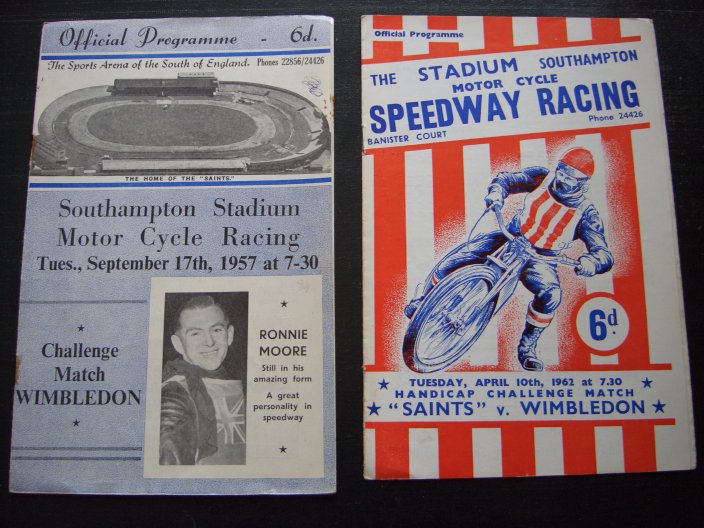 Official Programme - 6d.
The Sports Arena of the South of England. Phones 22856/24426
THE HOME OF THE "SAINTS."
Southampton Stadium
Motor Cycle Racing
Tues., September 17th, 1957 at 7-30
★
Challenge
Match
WIMBLEDON
★
★
RONNIE
MOORE
Still in his
amazing form
A great
personality in
speedway
★
Official Programme
THE STADIUM SOUTHAMPTON
MOTOR CYCLE
SPEEDWAY RACING
BANISTER COURT
Phone 24426
6d
TUESDAY, APRIL 10th, 1962 at 7.30
HANDICAP CHALLENGE MATCH
★ "SAINTS" v. WIMBLEDON ★